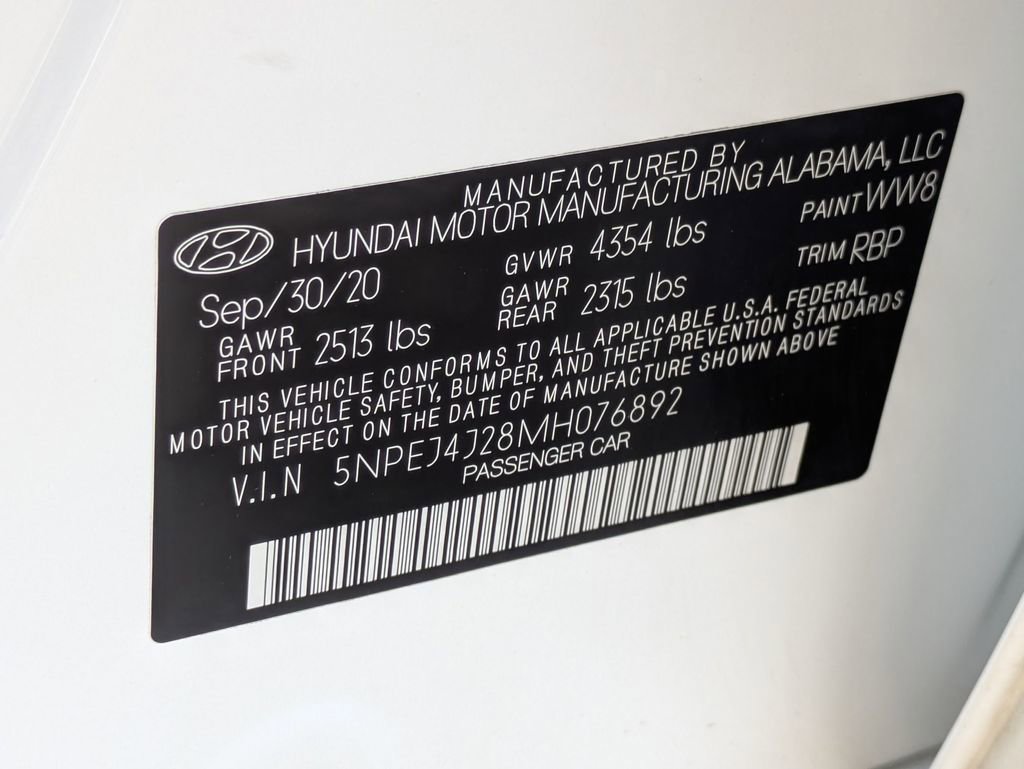 MANUFACTURED BY
HYUNDAI MOTOR MANUFACTURING ALABAMA, LLC
Sep/30/20 GVWR 4354 lbs PAINT WW8
GAWR FRONT 2513 lbs GAWR REAR 2315 lbs TRIM RBP
THIS VEHICLE CONFORMS TO ALL APPLICABLE U.S.A. FEDERAL
MOTOR VEHICLE SAFETY, BUMPER, AND THEFT PREVENTION STANDARDS
IN EFFECT ON THE DATE OF MANUFACTURE SHOWN ABOVE
V.I.N 5NPEJ4J28MH076892
PASSENGER CAR